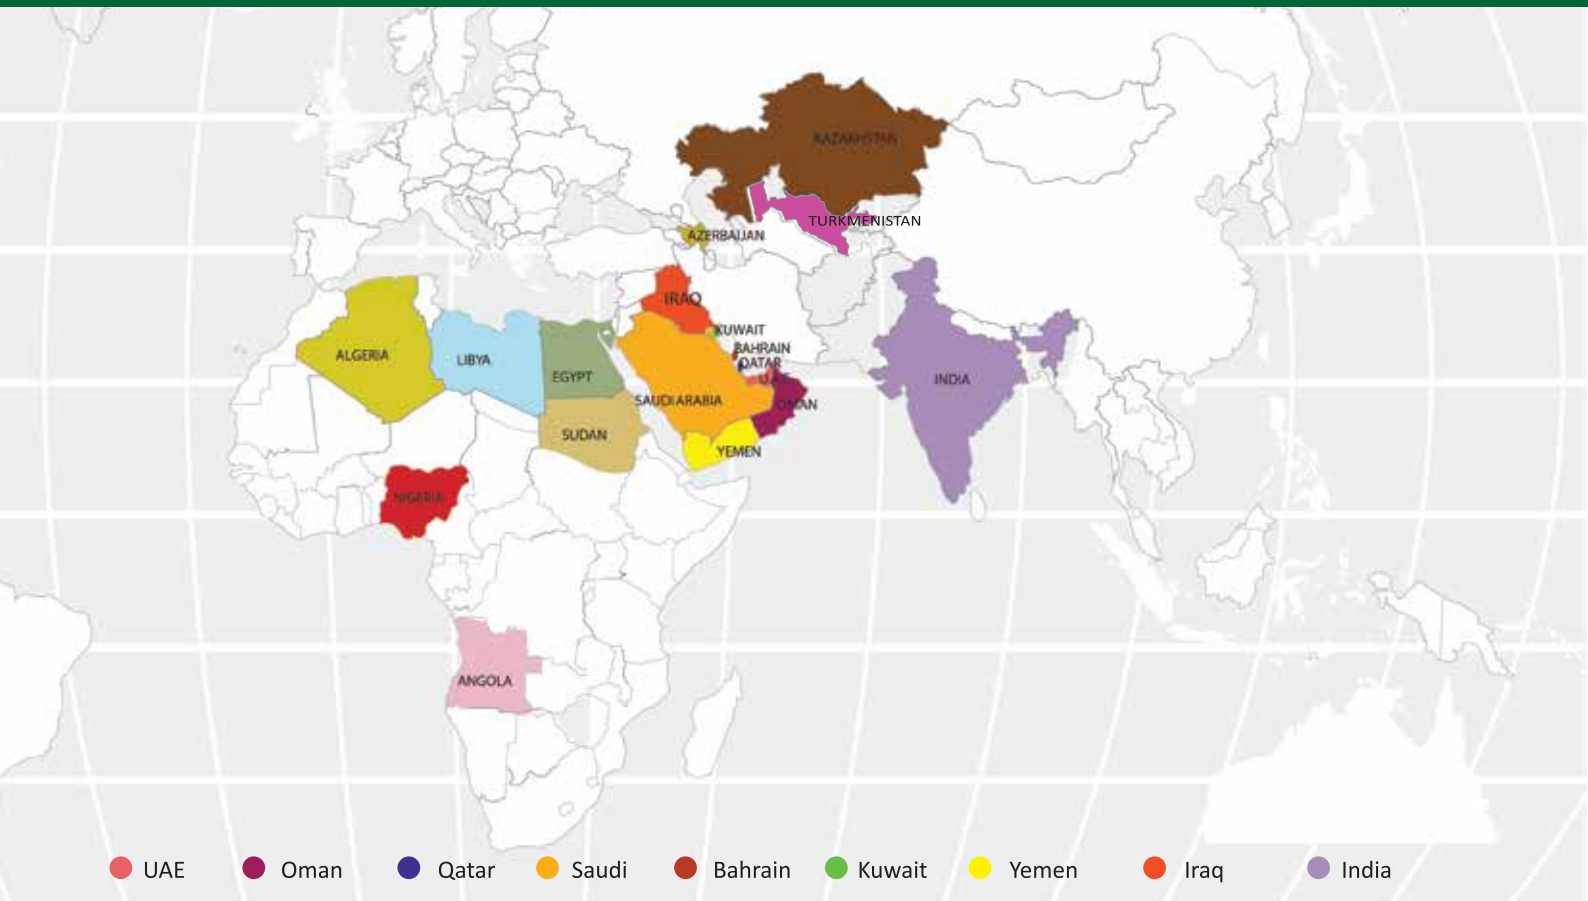 KAZAKHSTAN
TURKMENISTAN
AZERBAIJAN
IRAQ
KUWAIT
BAHRAIN
QATAR
U.A.E
ALGERIA
LIBYA
EGYPT
INDIA
SAUDI ARABIA
OMAN
SUDAN
YEMEN
NIGERIA
ANGOLA
UAE Oman Qatar Saudi Bahrain Kuwait Yemen Iraq India